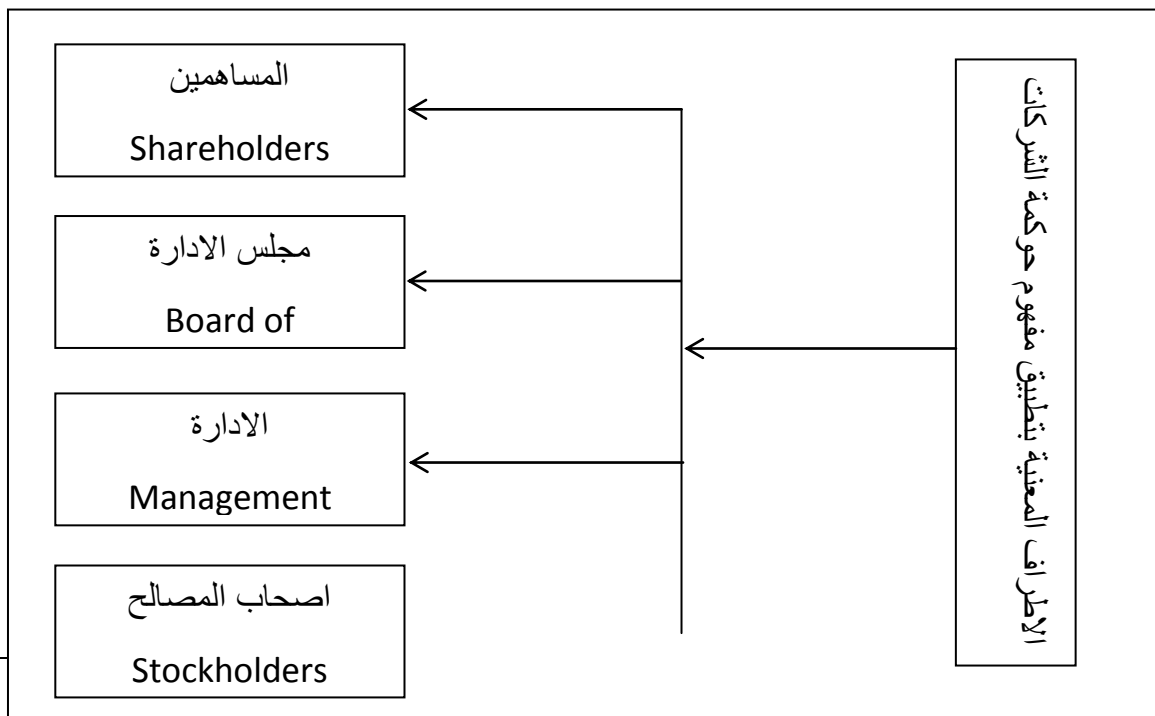 الاطراف المعنية بتطبيق مفهوم حوكمة الشركات
المساهمين
Shareholders
مجلس الادارة
Board of
الادارة
Management
اصحاب المصالح
Stockholders